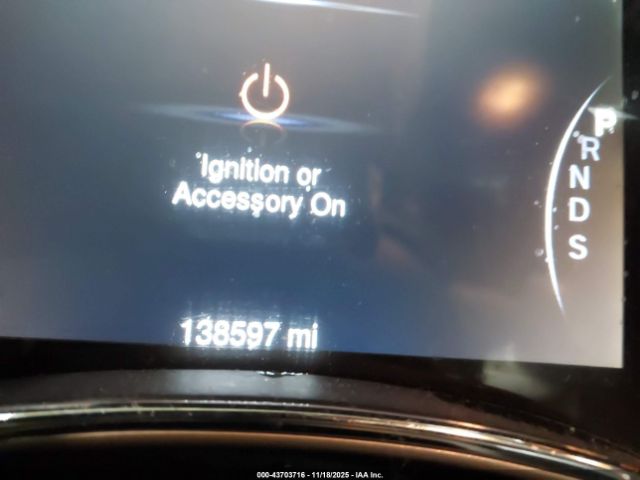 Ignition or
Accessory On
P
R
N
D
S
138597 mi
000-43703716 - 11/18/2025 - IAA Inc.